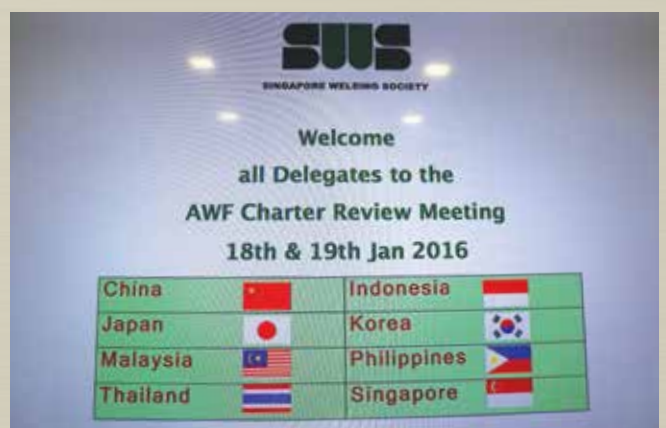 SWS
SINGAPORE WELDING SOCIETY
Welcome
all Delegates to the
AWF Charter Review Meeting
18th & 19th Jan 2016
China Indonesia
Japan Korea
Malaysia Philippines
Thailand Singapore